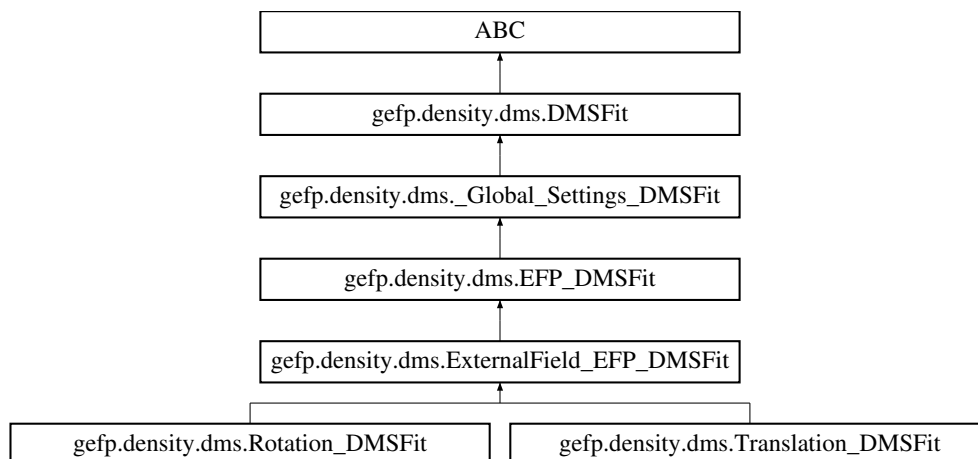 ABC
gefp.density.dms.DMSFit
gefp.density.dms._Global_Settings_DMSFit
gefp.density.dms.EFP_DMSFit
gefp.density.dms.ExternalField_EFP_DMSFit
gefp.density.dms.Rotation_DMSFit
gefp.density.dms.Translation_DMSFit